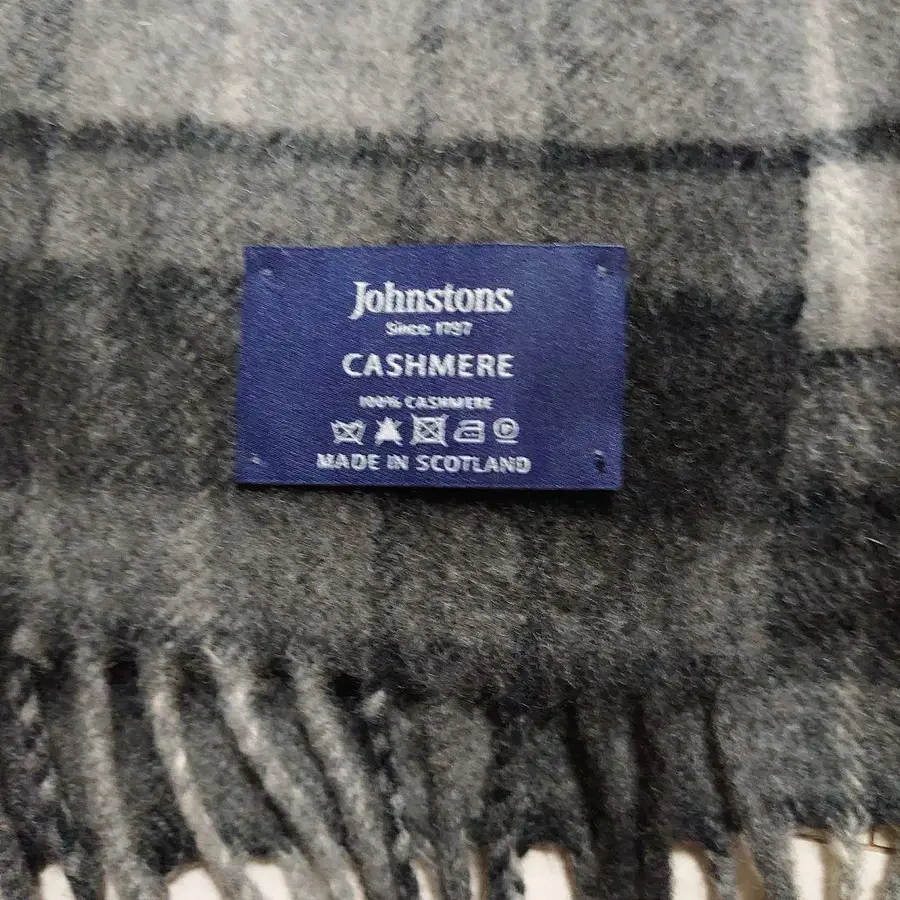 Johnstons
Since 1797
CASHMERE
100% CASHMERE
MADE IN SCOTLAND